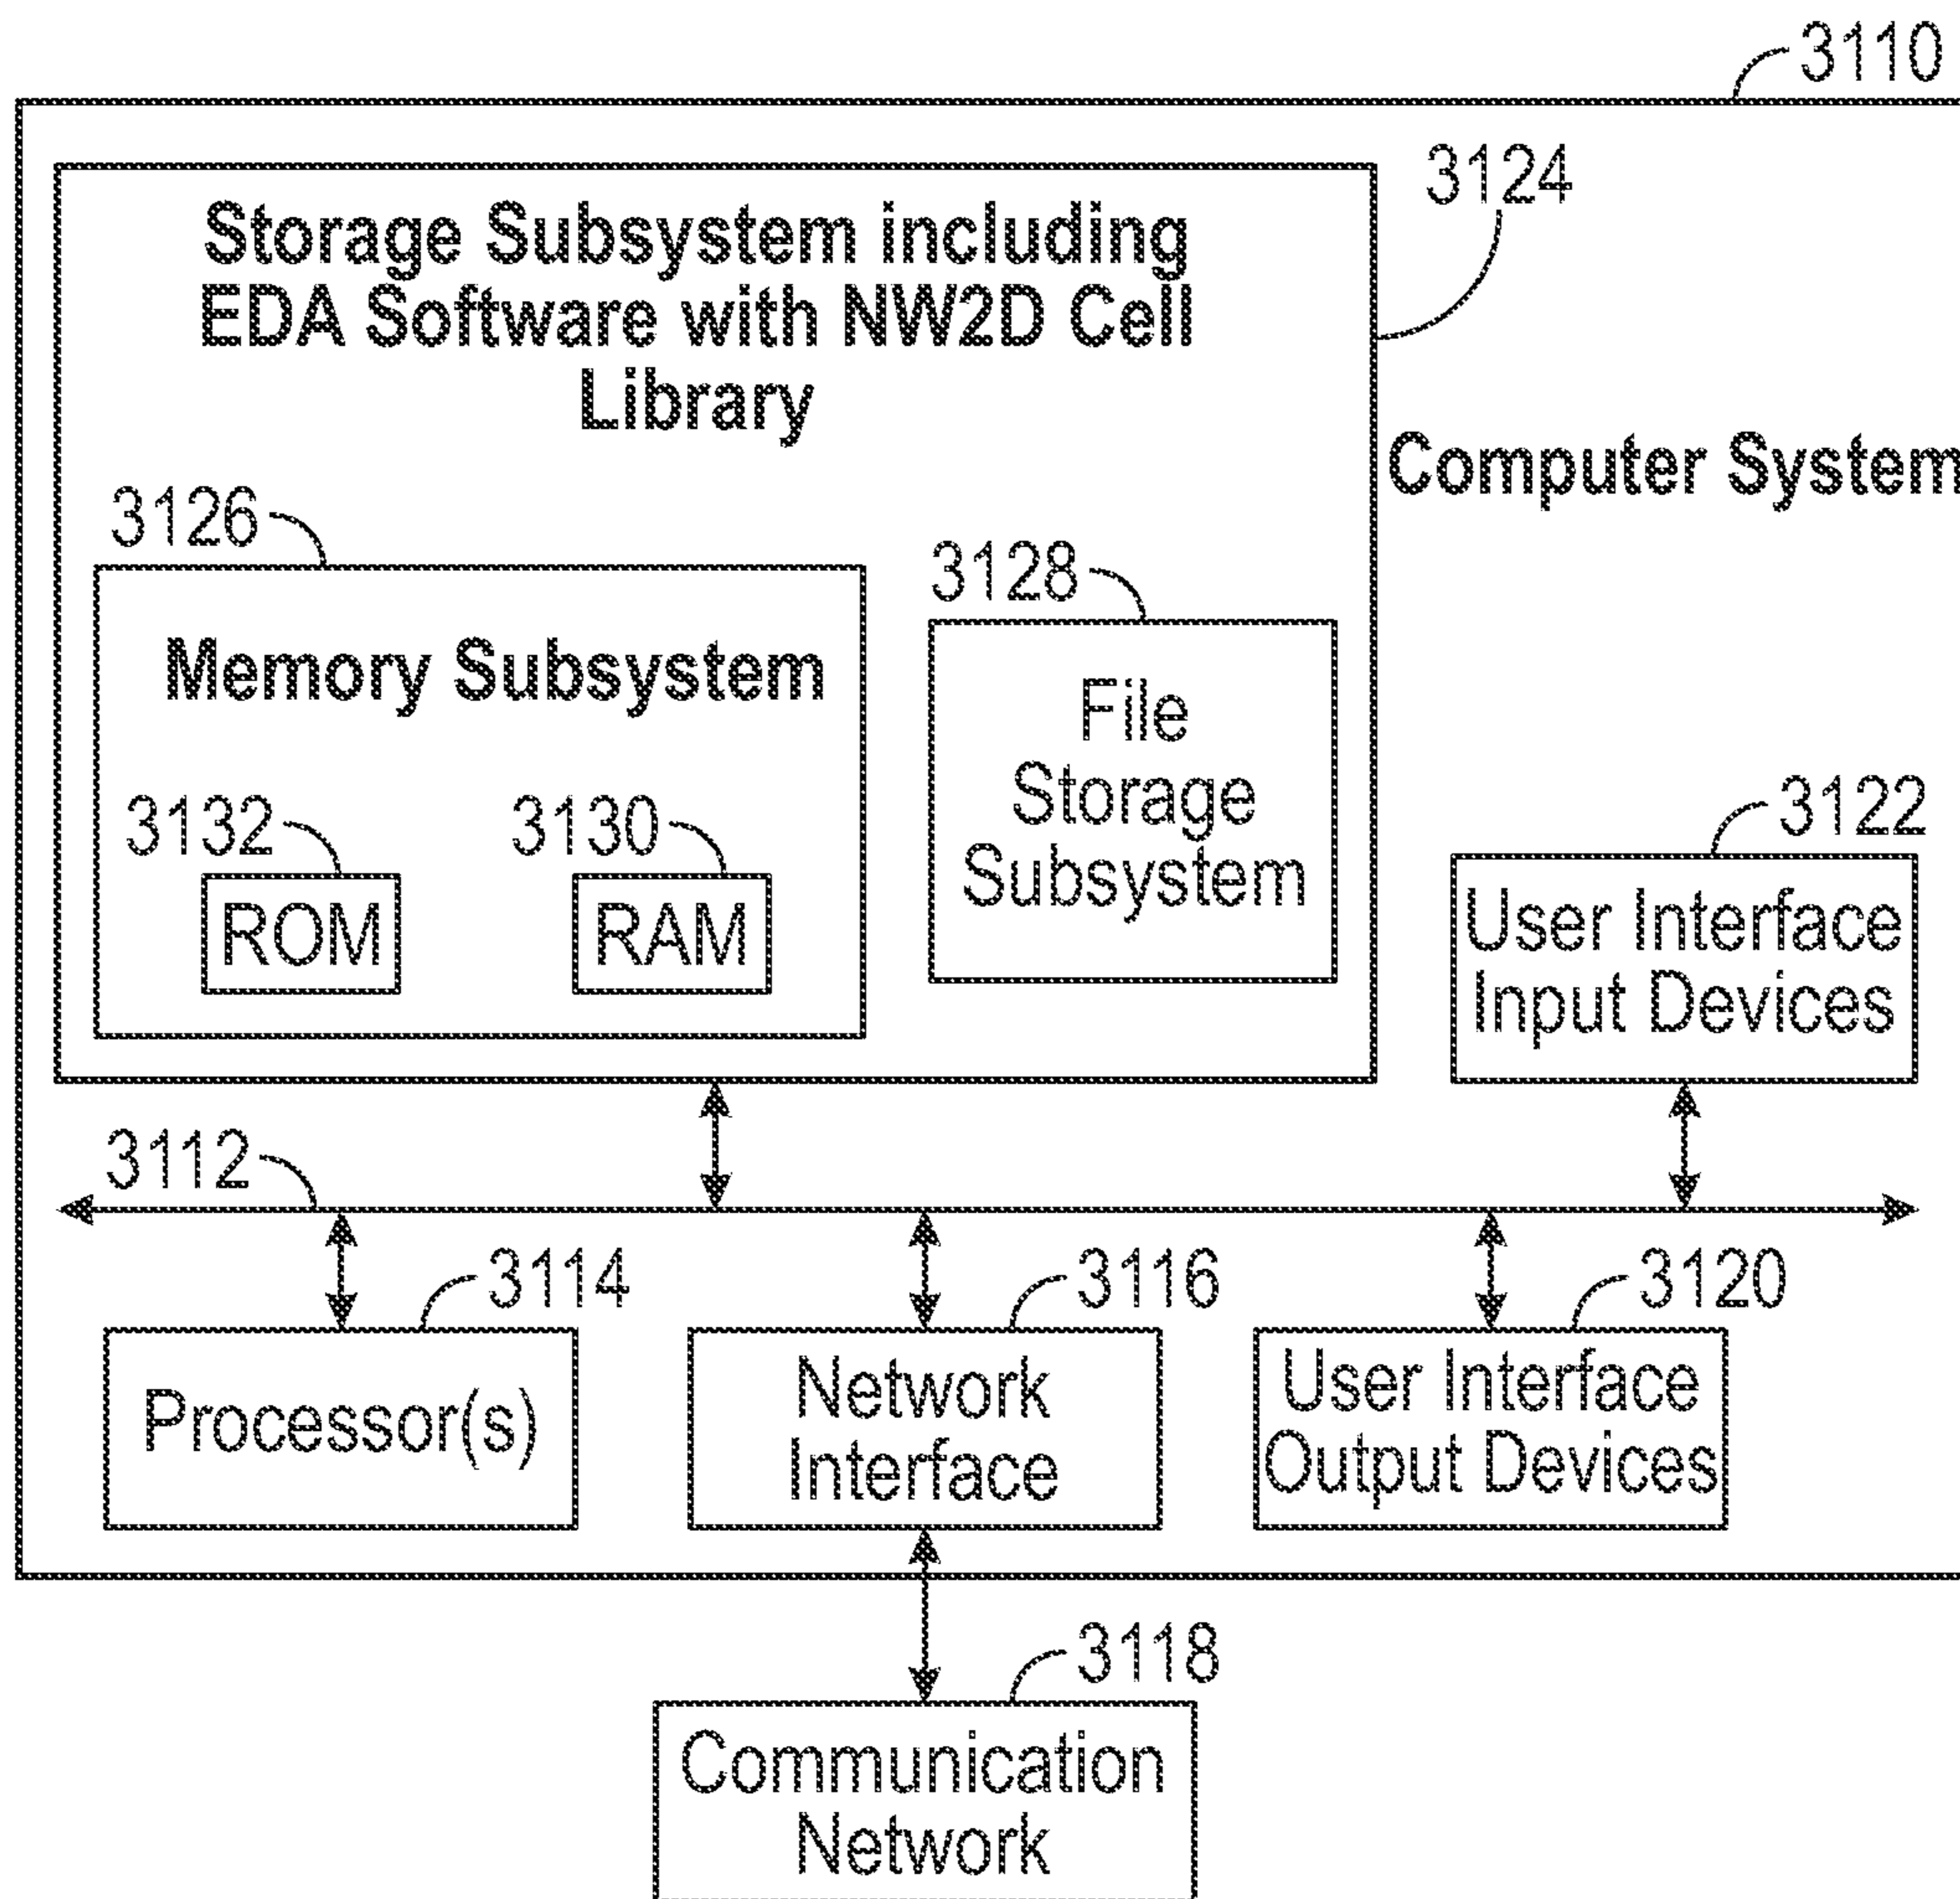 3110
3124
Storage Subsystem including
EDA Software with NW2D Cell
Library
Computer System
3126
3128
Memory Subsystem
File
Storage
Subsystem
3132
3130
3122
ROM
RAM
User Interface
Input Devices
3112
3114
3116
3120
Processor(s)
Network
Interface
User Interface
Output Devices
3118
Communication
Network